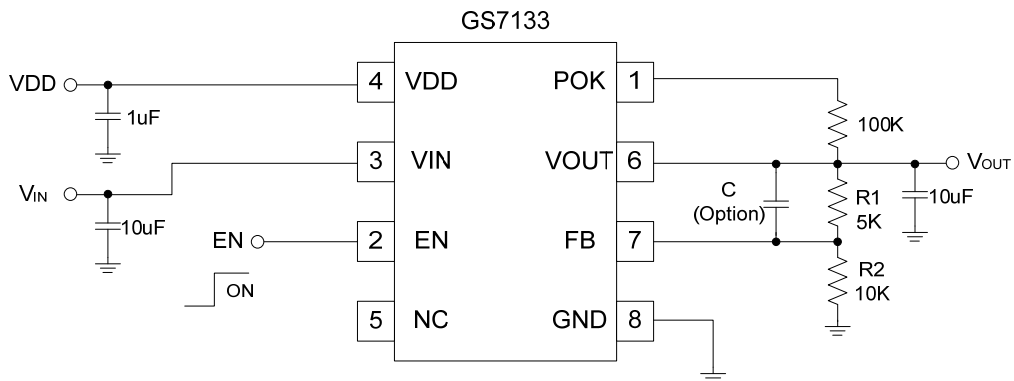 GS7133
VDD
4
VDD
POK
1
1uF
100K
VIN
3
VIN
VOUT
6
VOUT
10uF
C
(Option)
R1
5K
10uF
EN
2
EN
FB
7
ON
R2
10K
5
NC
GND
8